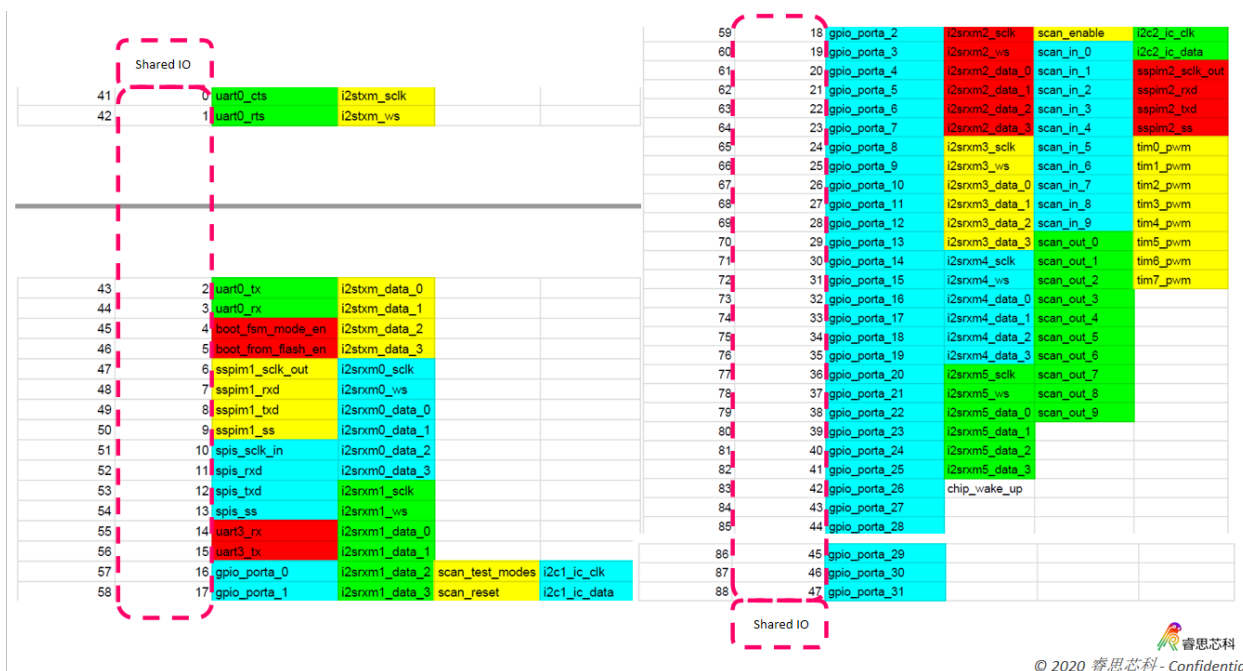 Shared IO
41 0 uart0_cts i2stxm_sclk
42 1 uart0_rts i2stxm_ws
43 2 uart0_tx i2stxm_data_0
44 3 uart0_rx i2stxm_data_1
45 4 boot_fsm_mode_en i2stxm_data_2
46 5 boot_from_flash_en i2stxm_data_3
47 6 sspim1_sclk_out i2srxm0_sclk
48 7 sspim1_rxd i2srxm0_ws
49 8 sspim1_txd i2srxm0_data_0
50 9 sspim1_ss i2srxm0_data_1
51 10 spis_sclk_in i2srxm0_data_2
52 11 spis_rxd i2srxm0_data_3
53 12 spis_txd i2srxm1_sclk
54 13 spis_ss i2srxm1_ws
55 14 uart3_rx i2srxm1_data_0
56 15 uart3_tx i2srxm1_data_1
57 16 gpio_porta_0 i2srxm1_data_2 scan_test_modes i2c1_ic_clk
58 17 gpio_porta_1 i2srxm1_data_3 scan_reset i2c1_ic_data
59 18 gpio_porta_2 i2srxm2_sclk scan_enable i2c2_ic_clk
60 19 gpio_porta_3 i2srxm2_ws scan_in_0 i2c2_ic_data
61 20 gpio_porta_4 i2srxm2_data_0 scan_in_1 sspim2_sclk_out
62 21 gpio_porta_5 i2srxm2_data_1 scan_in_2 sspim2_rxd
63 22 gpio_porta_6 i2srxm2_data_2 scan_in_3 sspim2_txd
64 23 gpio_porta_7 i2srxm2_data_3 scan_in_4 sspim2_ss
65 24 gpio_porta_8 i2srxm3_sclk scan_in_5 tim0_pwm
66 25 gpio_porta_9 i2srxm3_ws scan_in_6 tim1_pwm
67 26 gpio_porta_10 i2srxm3_data_0 scan_in_7 tim2_pwm
68 27 gpio_porta_11 i2srxm3_data_1 scan_in_8 tim3_pwm
69 28 gpio_porta_12 i2srxm3_data_2 scan_in_9 tim4_pwm
70 29 gpio_porta_13 i2srxm3_data_3 scan_out_0 tim5_pwm
71 30 gpio_porta_14 i2srxm4_sclk scan_out_1 tim6_pwm
72 31 gpio_porta_15 i2srxm4_ws scan_out_2 tim7_pwm
73 32 gpio_porta_16 i2srxm4_data_0 scan_out_3
74 33 gpio_porta_17 i2srxm4_data_1 scan_out_4
75 34 gpio_porta_18 i2srxm4_data_2 scan_out_5
76 35 gpio_porta_19 i2srxm4_data_3 scan_out_6
77 36 gpio_porta_20 i2srxm5_sclk scan_out_7
78 37 gpio_porta_21 i2srxm5_ws scan_out_8
79 38 gpio_porta_22 i2srxm5_data_0 scan_out_9
80 39 gpio_porta_23 i2srxm5_data_1
81 40 gpio_porta_24 i2srxm5_data_2
82 41 gpio_porta_25 i2srxm5_data_3
83 42 gpio_porta_26 chip_wake_up
84 43 gpio_porta_27
85 44 gpio_porta_28
86 45 gpio_porta_29
87 46 gpio_porta_30
88 47 gpio_porta_31
Shared IO
睿思芯科
© 2020 睿思芯科 - Confidential